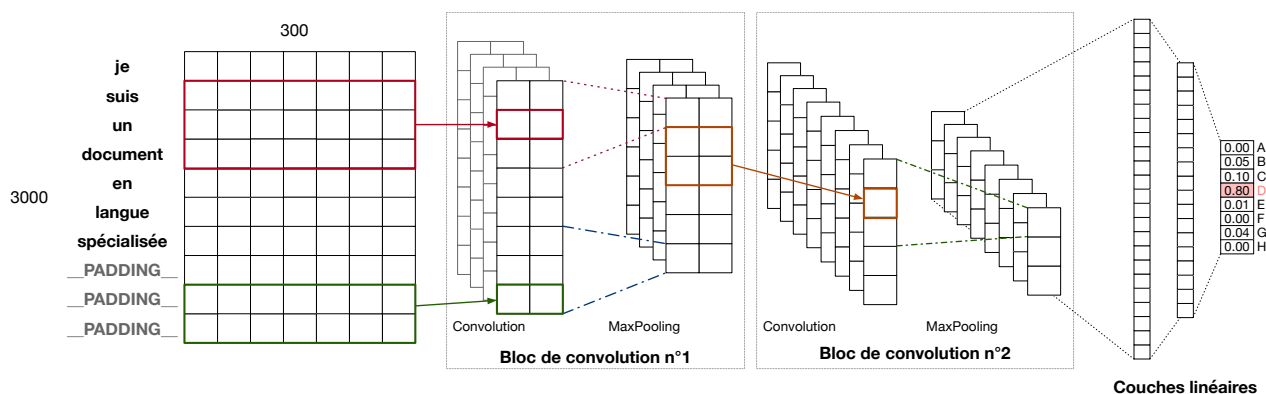 300
3000
je
suis
un
document
en
langue
spécialisée
__PADDING__
__PADDING__
__PADDING__
Convolution
MaxPooling
Bloc de convolution n°1
Convolution
MaxPooling
Bloc de convolution n°2
0.00 A
0.05 B
0.10 C
0.80 D
0.01 E
0.00 F
0.04 G
0.00 H
Couches linéaires